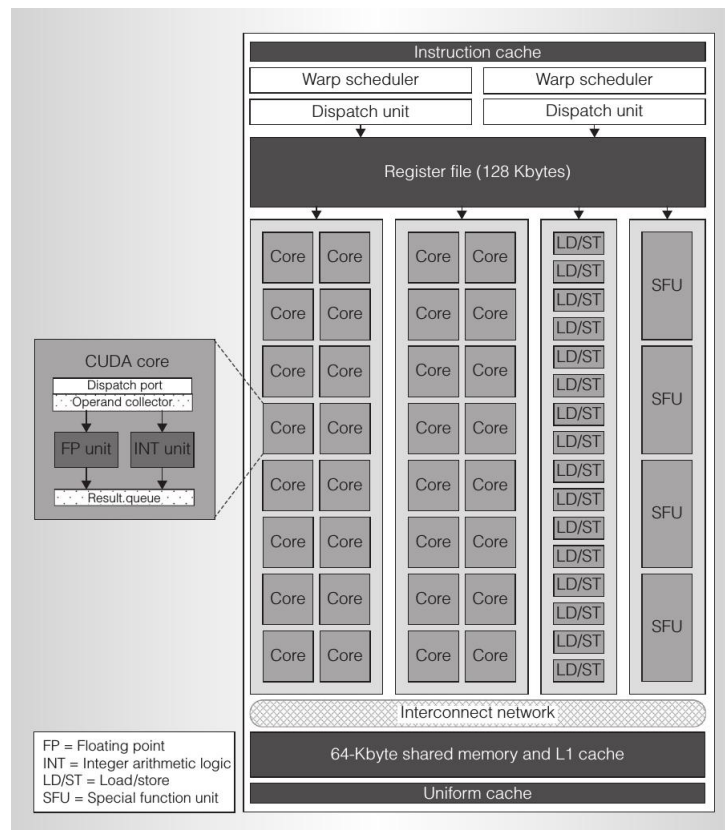 Instruction cache
Warp scheduler Warp scheduler
Dispatch unit Dispatch unit
Register file (128 Kbytes)
Core Core Core Core LD/ST
LD/ST
SFU
Core Core Core Core LD/ST
LD/ST
Core Core Core Core LD/ST
LD/ST
SFU
Core Core Core Core LD/ST
LD/ST
Core Core Core Core LD/ST
LD/ST
SFU
Core Core Core Core LD/ST
LD/ST
Core Core Core Core LD/ST
LD/ST
SFU
Core Core Core Core LD/ST
LD/ST
CUDA core
Dispatch port
Operand collector
FP unit INT unit
Result queue
Interconnect network
64-Kbyte shared memory and L1 cache
Uniform cache
FP = Floating point
INT = Integer arithmetic logic
LD/ST = Load/store
SFU = Special function unit